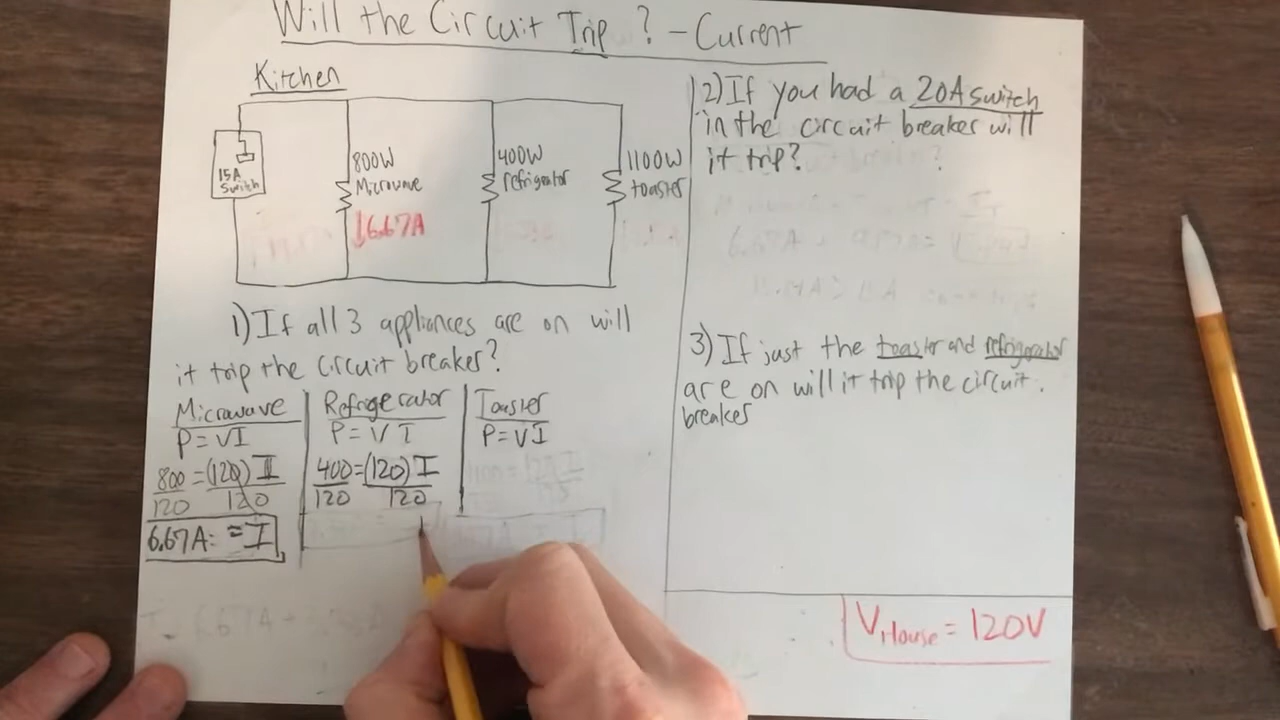 Will the Circuit Trip? - Current
Kitchen
15A
Switch
800W
Microwave
6.67A
400W
refrigerator
1100W
toaster
1) If all 3 appliances are on will
it trip the circuit breaker?
Microwave
P = VI
800 = (120) I
120 120
6.67A = I
Refrigerator
P = VI
400 = (120) I
120 120
Toaster
P = VI
2) If you had a 20A switch
in the circuit breaker will
it trip?
3) If just the toaster and refrigerator
are on will it trip the circuit.
breaker
VHouse = 120V